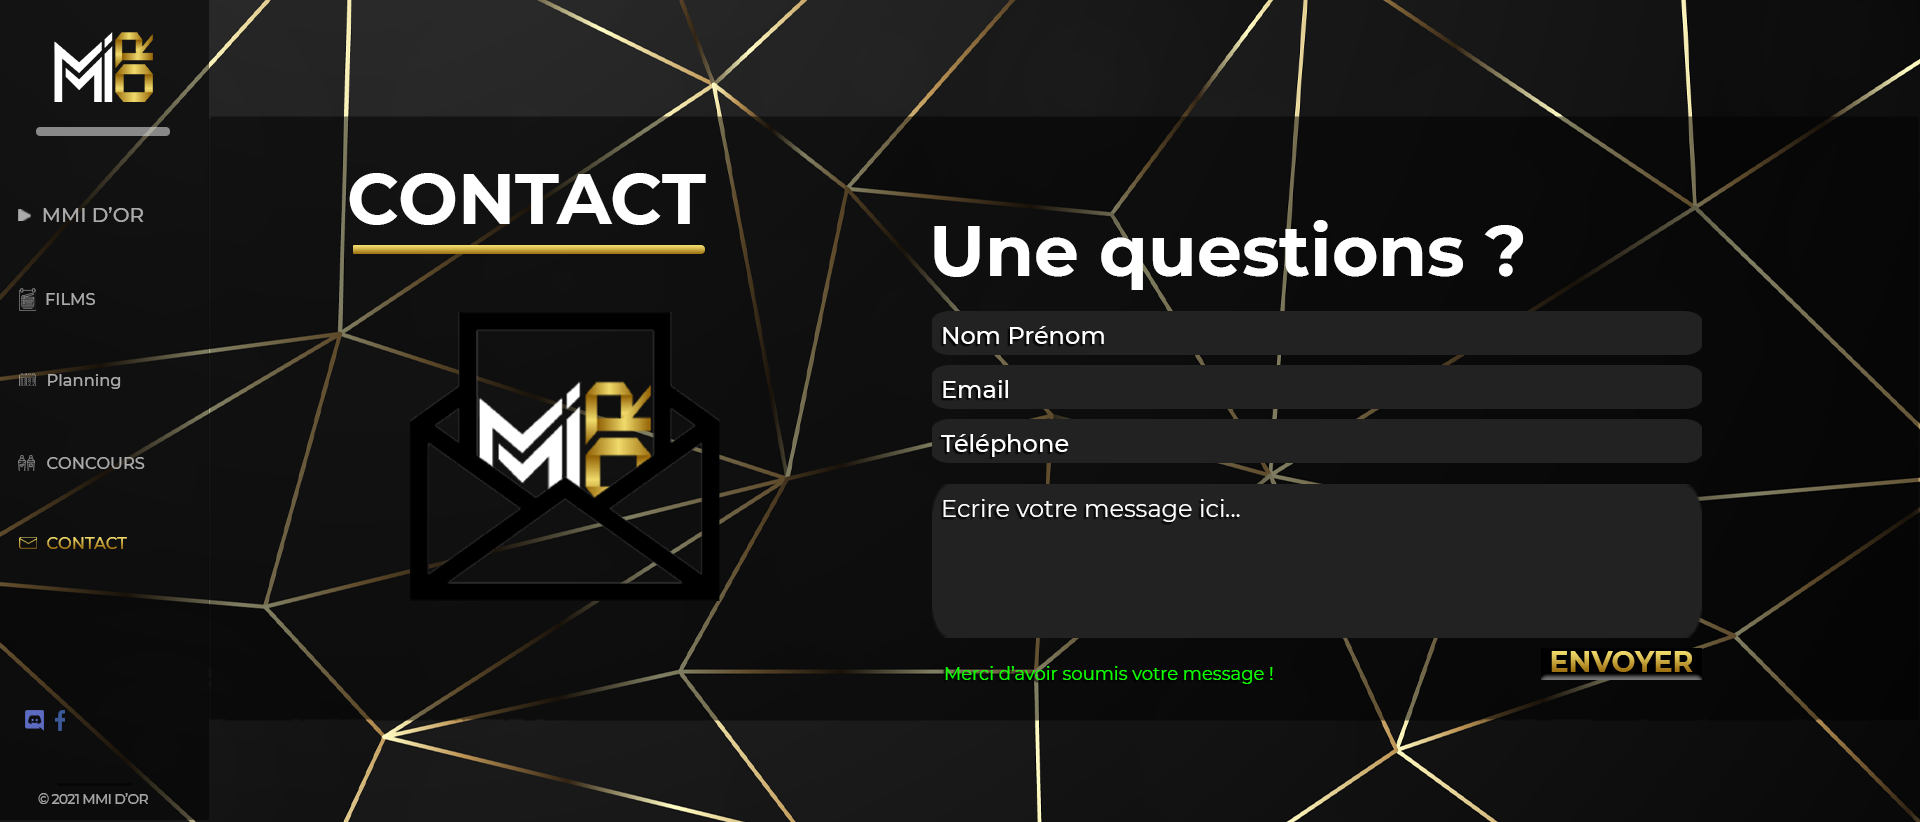 MMI OR
MMI D’OR
FILMS
Planning
CONCOURS
CONTACT
© 2021 MMI D’OR
CONTACT
MMI OR
Une questions ?
Nom Prénom
Email
Téléphone
Ecrire votre message ici...
Merci d'avoir soumis votre message !
ENVOYER